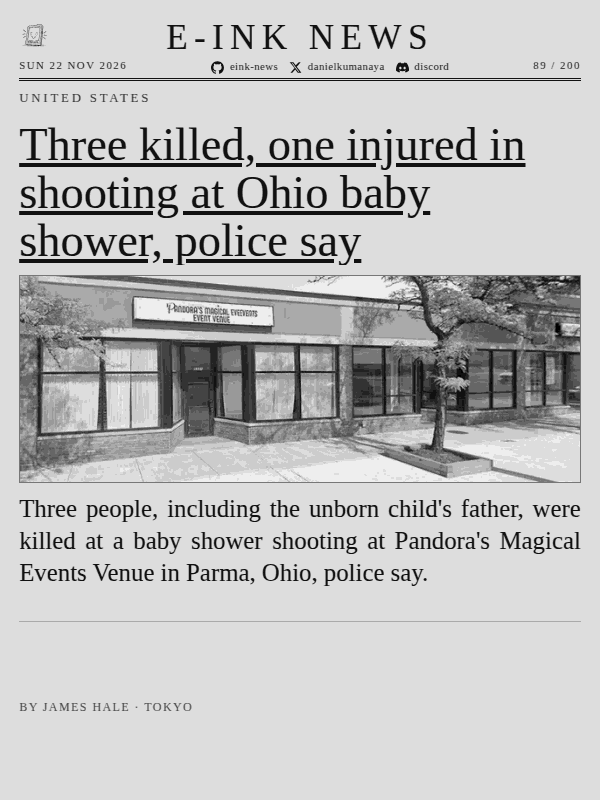 E-INK NEWS
SUN 22 NOV 2026
eink-news danielkumanaya discord
89 / 200
UNITED STATES
Three killed, one injured in
shooting at Ohio baby
shower, police say
PANDORA'S MAGICAL EVEVENTS
EVENT VENUE
Three people, including the unborn child's father, were
killed at a baby shower shooting at Pandora's Magical
Events Venue in Parma, Ohio, police say.
BY JAMES HALE · TOKYO